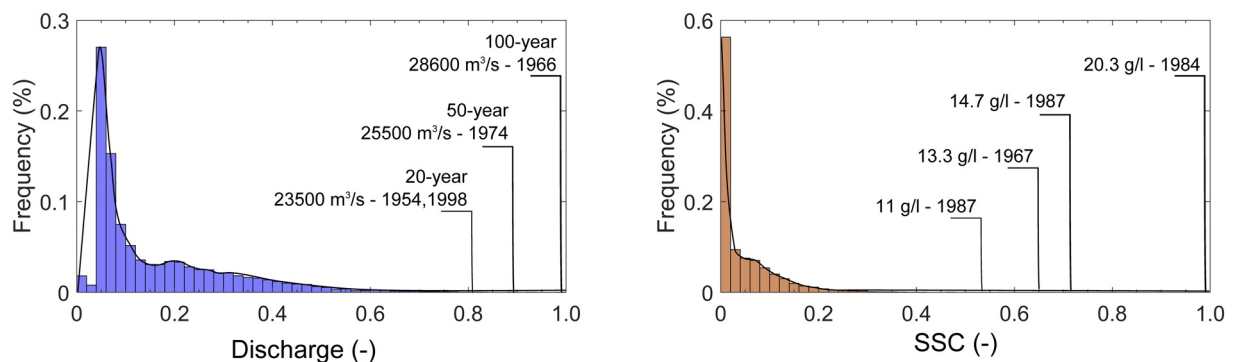 0.3
0.2
0.1
0
Frequency (%)
100-year
28600 m³/s - 1966
50-year
25500 m³/s - 1974
20-year
23500 m³/s - 1954,1998
0 0.2 0.4 0.6 0.8 1.0
Discharge (-)
0.6
0.4
0.2
0
Frequency (%)
20.3 g/l - 1984
14.7 g/l - 1987
13.3 g/l - 1967
11 g/l - 1987
0 0.2 0.4 0.6 0.8 1.0
SSC (-)